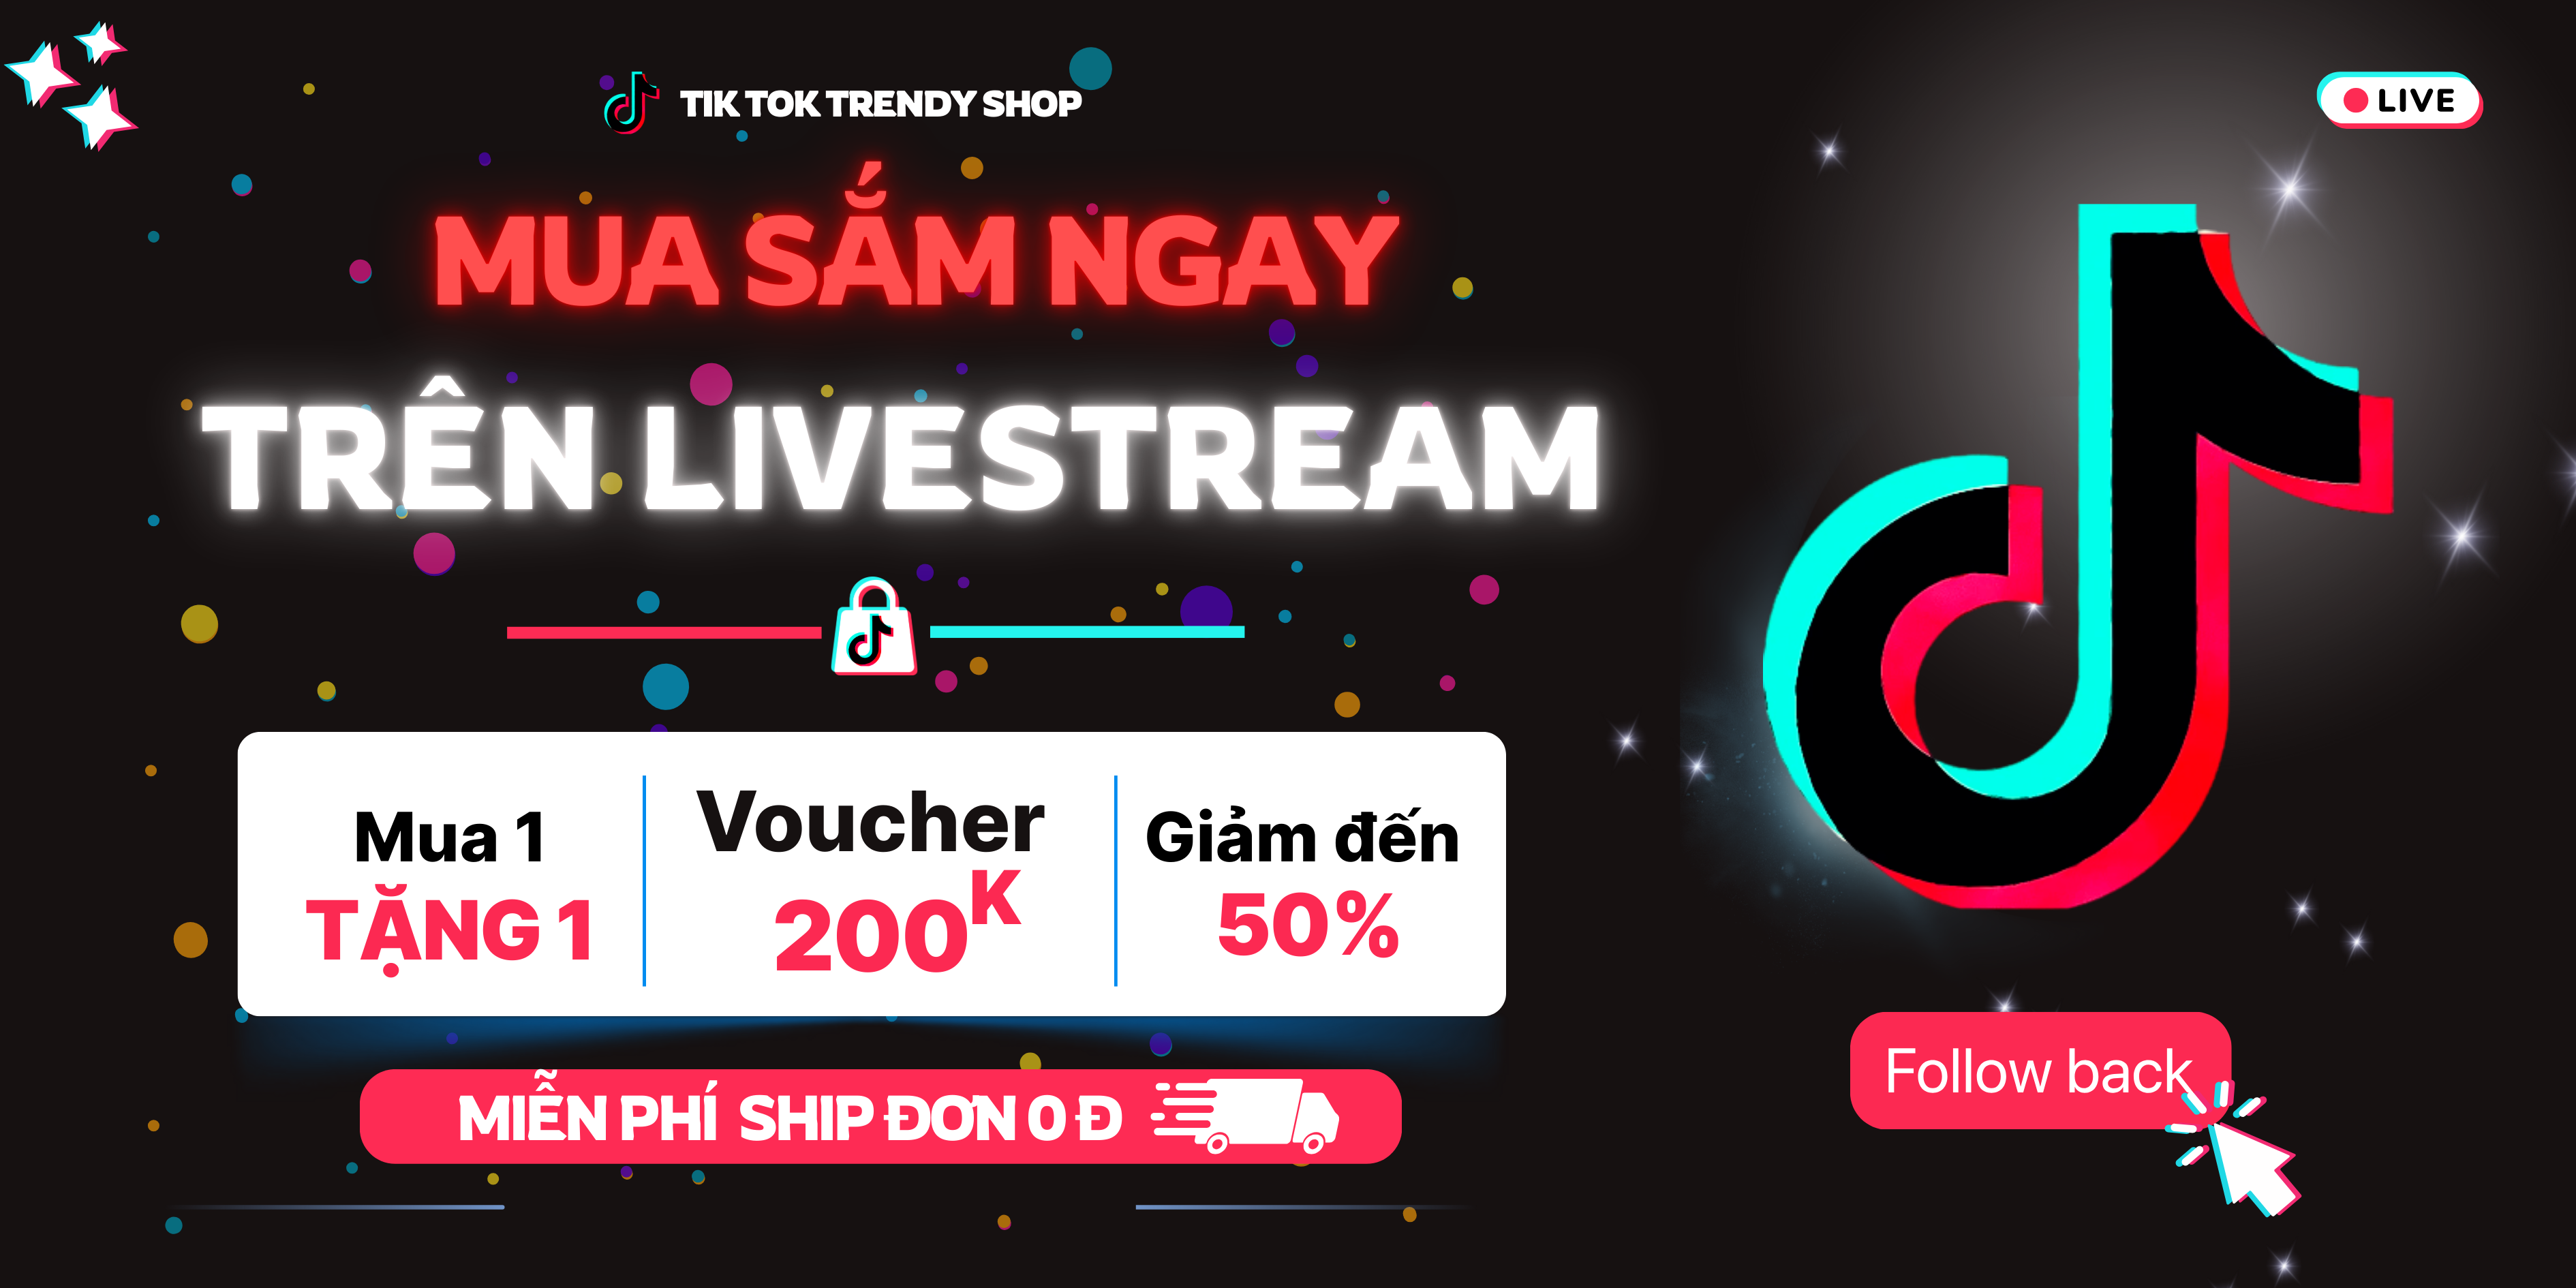 TIK TOK TRENDY SHOP
LIVE
MUA SẮM NGAY
TRÊN LIVESTREAM
Mua 1
TẶNG 1
Voucher
200K
Giảm đến
50%
MIỄN PHÍ SHIP ĐƠN 0 Đ
Follow back